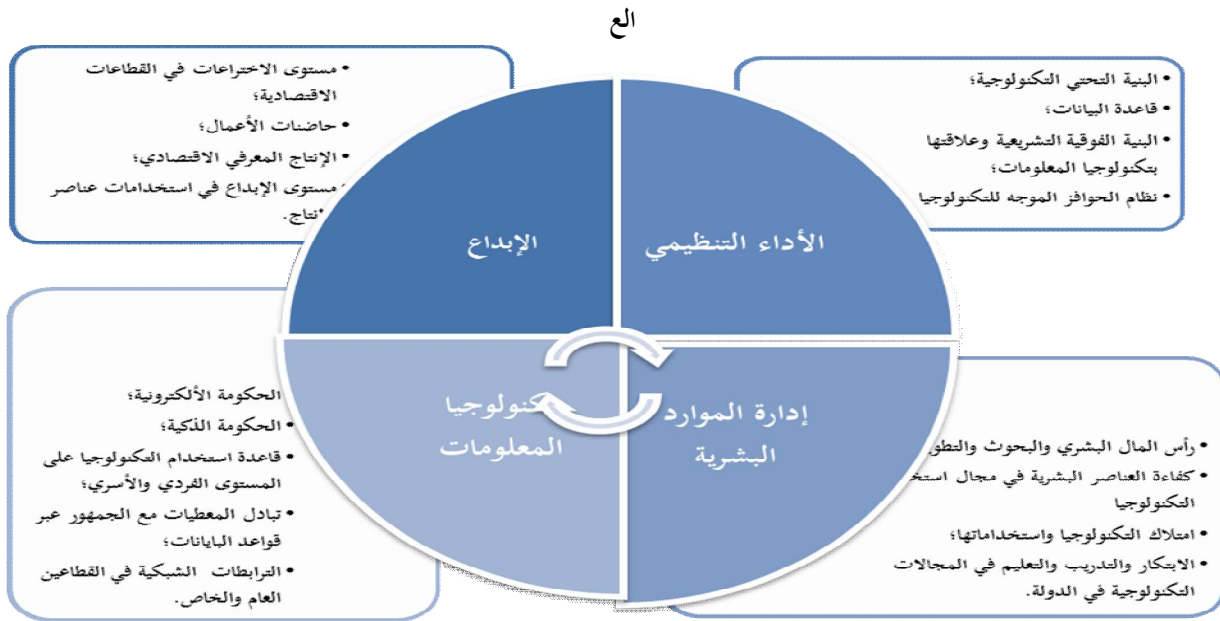 الع
• البنية التحتي التكنولوجية؛
• قاعدة البيانات؛
• البنية الفوقية التشريعية وعلاقتها
بتكنولوجيا المعلومات؛
• نظام الحوافز الموجه للتكنولوجيا
• مستوى الاختراعات في القطاعات
الاقتصادية؛
• حاضنات الأعمال؛
• الإنتاج المعرفي الاقتصادي؛
• مستوى الإبداع في استخدامات عناصر
نتاج.
الأداء التنظيمي
الإبداع
إدارة الموارد
البشرية
كنولوجيا
المعلومات
• رأس المال البشري والبحوث والتطو
• كفاءة العناصر البشرية في مجال استخ
التكنولوجيا
• امتلاك التكنولوجيا واستخداماتها؛
• الابتكار والتدريب والتعليم في المجالات
التكنولوجية في الدولة.
الحكومة الألكترونية؛
• الحكومة الذكية؛
• قاعدة استخدام التكنولوجيا على
المستوى الفردي والأسري؛
• تبادل المعطيات مع الجمهور عبر
قواعد البايانات؛
• الترابطات الشبكية في القطاعين
العام والخاص.